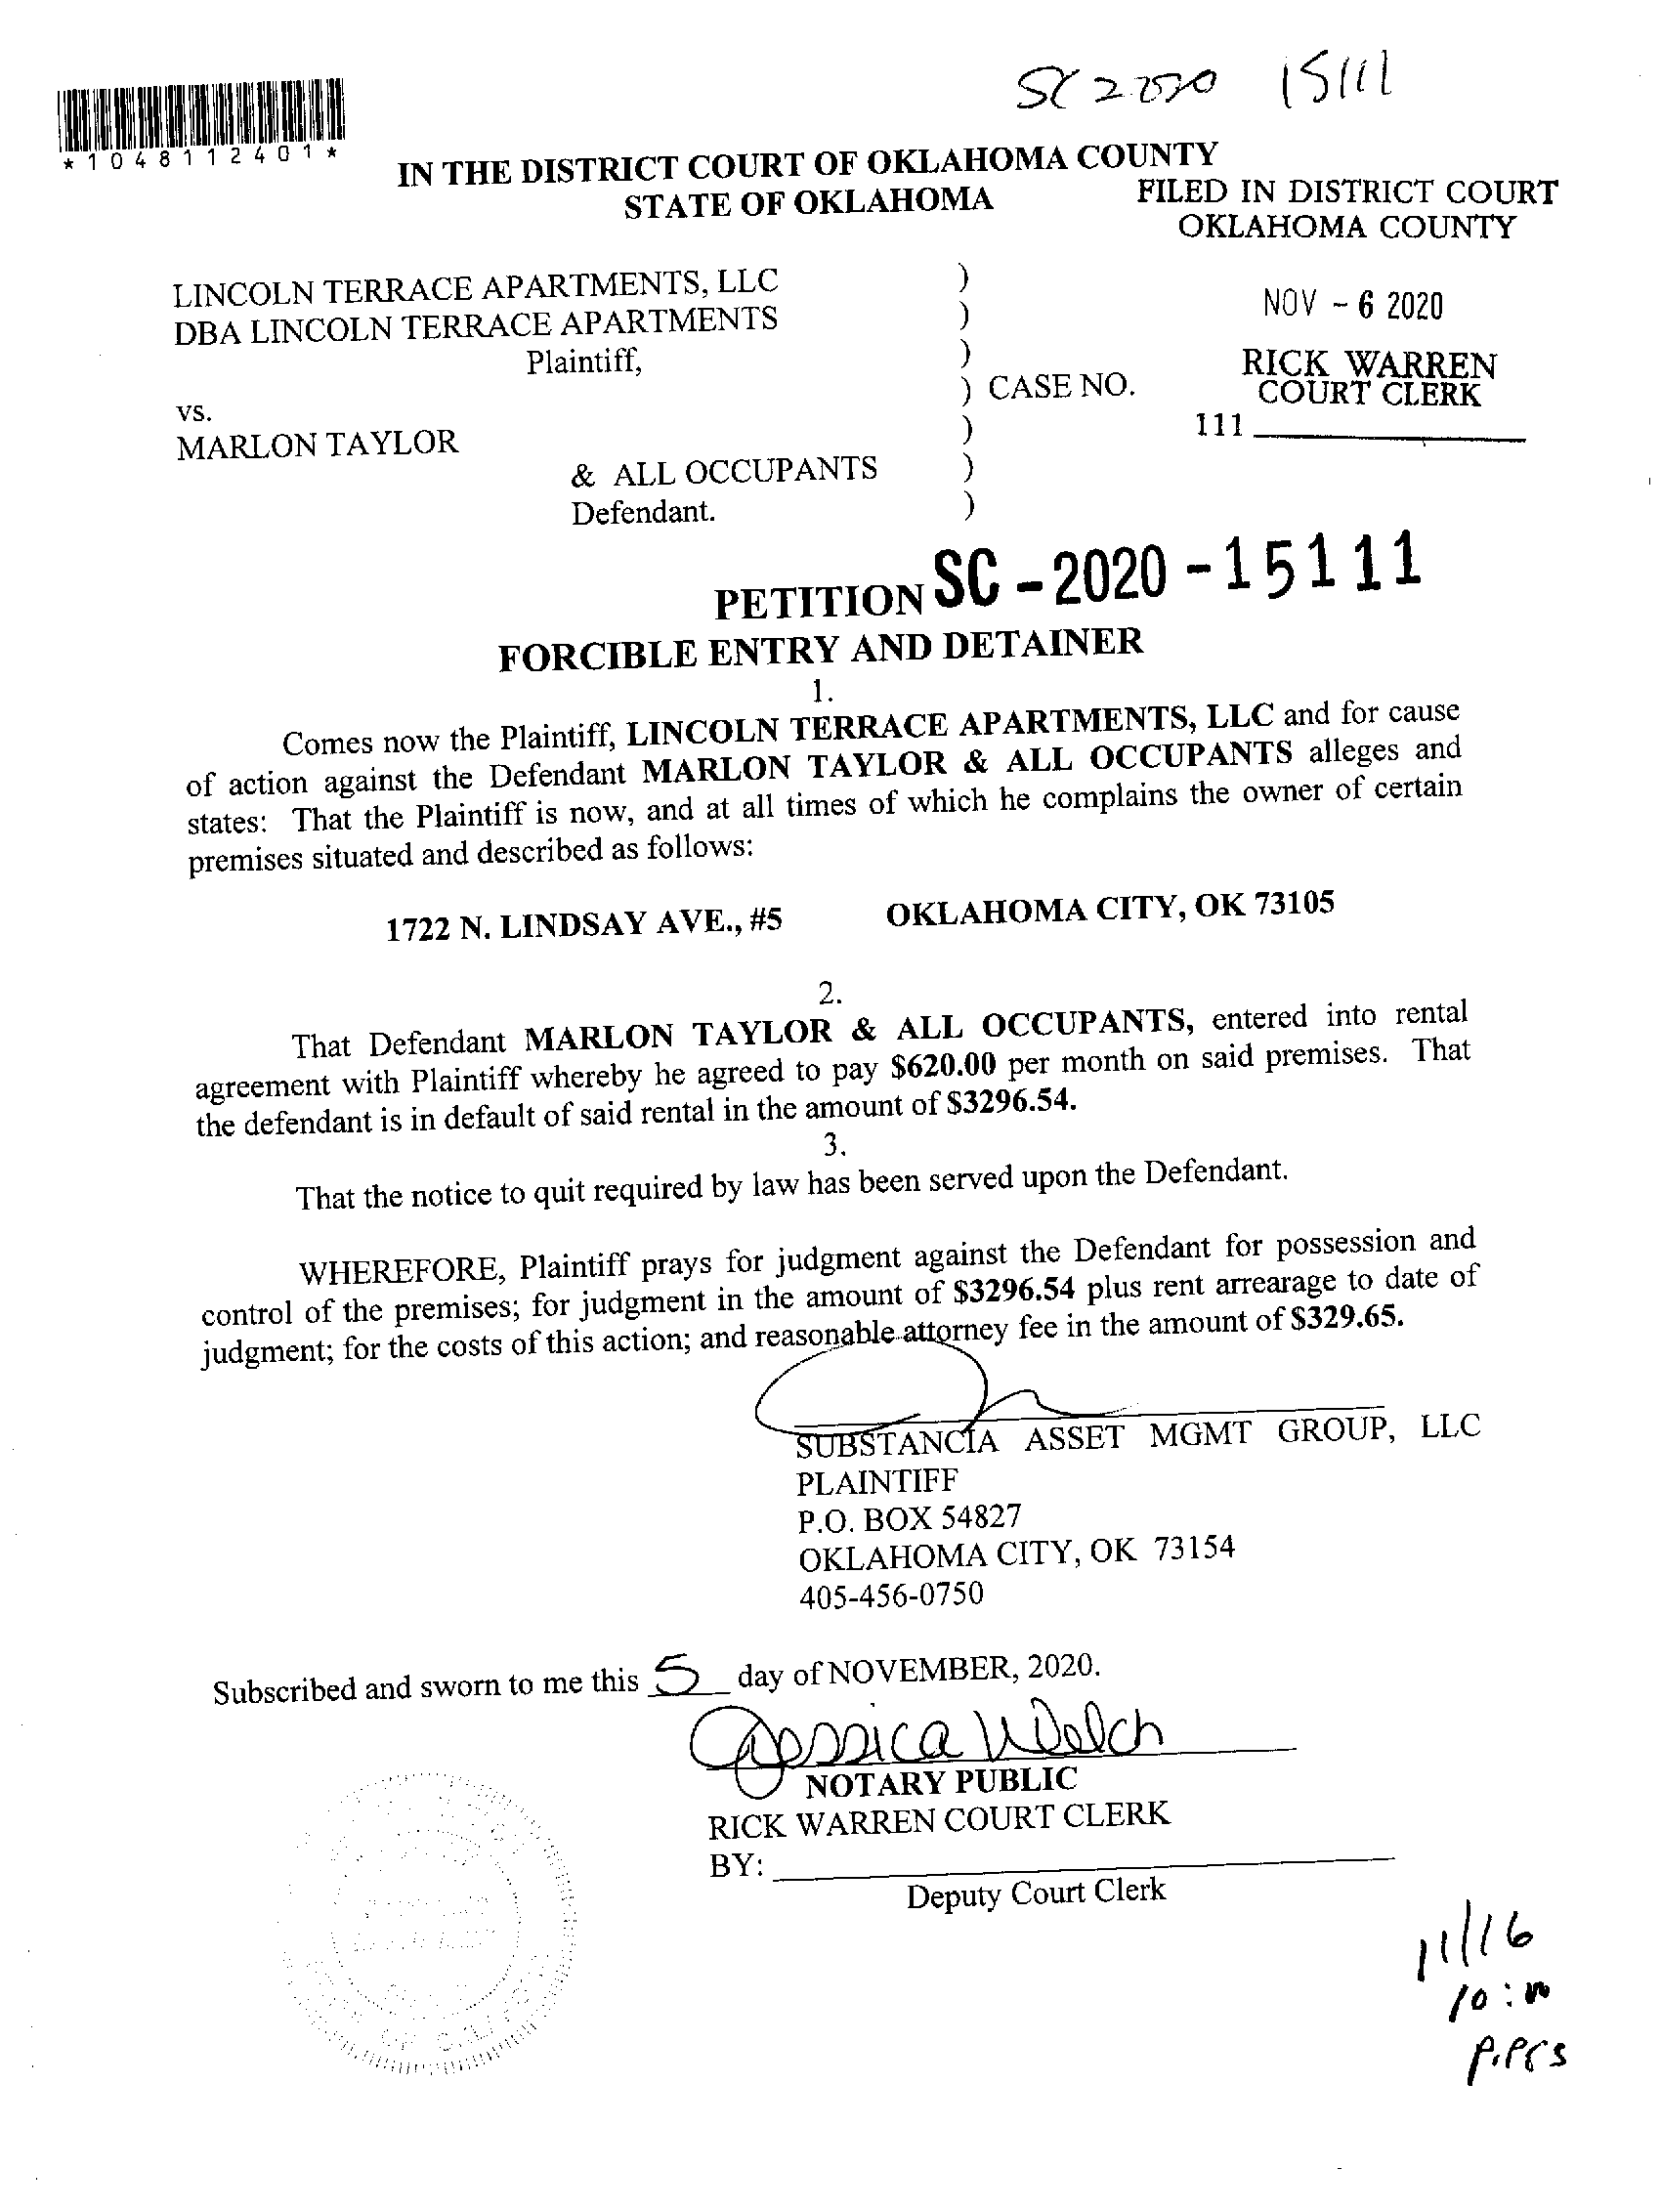 SC 2020 15111
*1048112401*
IN THE DISTRICT COURT OF OKLAHOMA COUNTY
STATE OF OKLAHOMA
FILED IN DISTRICT COURT
OKLAHOMA COUNTY
LINCOLN TERRACE APARTMENTS, LLC )
DBA LINCOLN TERRACE APARTMENTS )
NOV - 6 2020
Plaintiff, )
RICK WARREN
COURT CLERK
) CASE NO.
vs.
111 ____________
MARLON TAYLOR )
& ALL OCCUPANTS )
Defendant. )
PETITION SC - 2020 - 15111
FORCIBLE ENTRY AND DETAINER
1.
Comes now the Plaintiff, LINCOLN TERRACE APARTMENTS, LLC and for cause
of action against the Defendant MARLON TAYLOR & ALL OCCUPANTS alleges and
states: That the Plaintiff is now, and at all times of which he complains the owner of certain
premises situated and described as follows:
1722 N. LINDSAY AVE., #5 OKLAHOMA CITY, OK 73105
2.
That Defendant MARLON TAYLOR & ALL OCCUPANTS, entered into rental
agreement with Plaintiff whereby he agreed to pay $620.00 per month on said premises. That
the defendant is in default of said rental in the amount of $3296.54.
3.
That the notice to quit required by law has been served upon the Defendant.
WHEREFORE, Plaintiff prays for judgment against the Defendant for possession and
control of the premises; for judgment in the amount of $3296.54 plus rent arrearage to date of
judgment; for the costs of this action; and reasonable attorney fee in the amount of $329.65.
SUBSTANCIA ASSET MGMT GROUP, LLC
PLAINTIFF
P.O. BOX 54827
OKLAHOMA CITY, OK 73154
405-456-0750
Subscribed and sworn to me this 5 day of NOVEMBER, 2020.
Jessica Welch
NOTARY PUBLIC
RICK WARREN COURT CLERK
BY: ____________
Deputy Court Clerk
11/16
10:00